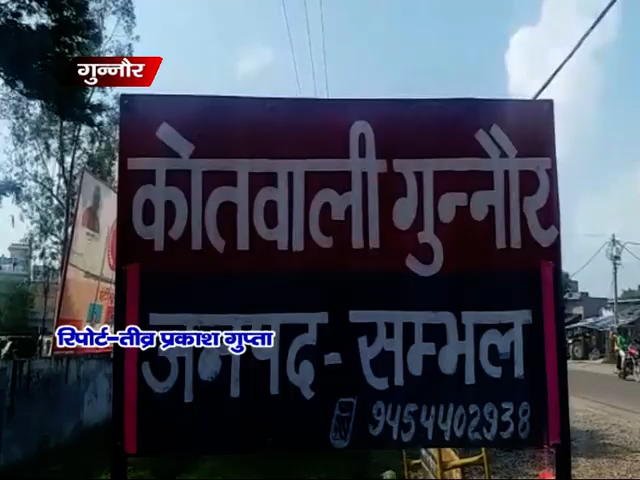 गुन्नौर
कोतवाली गुन्नौर
जनपद - सम्भल
रिपोर्ट-तीव्र प्रकाश गुप्ता
9454402938